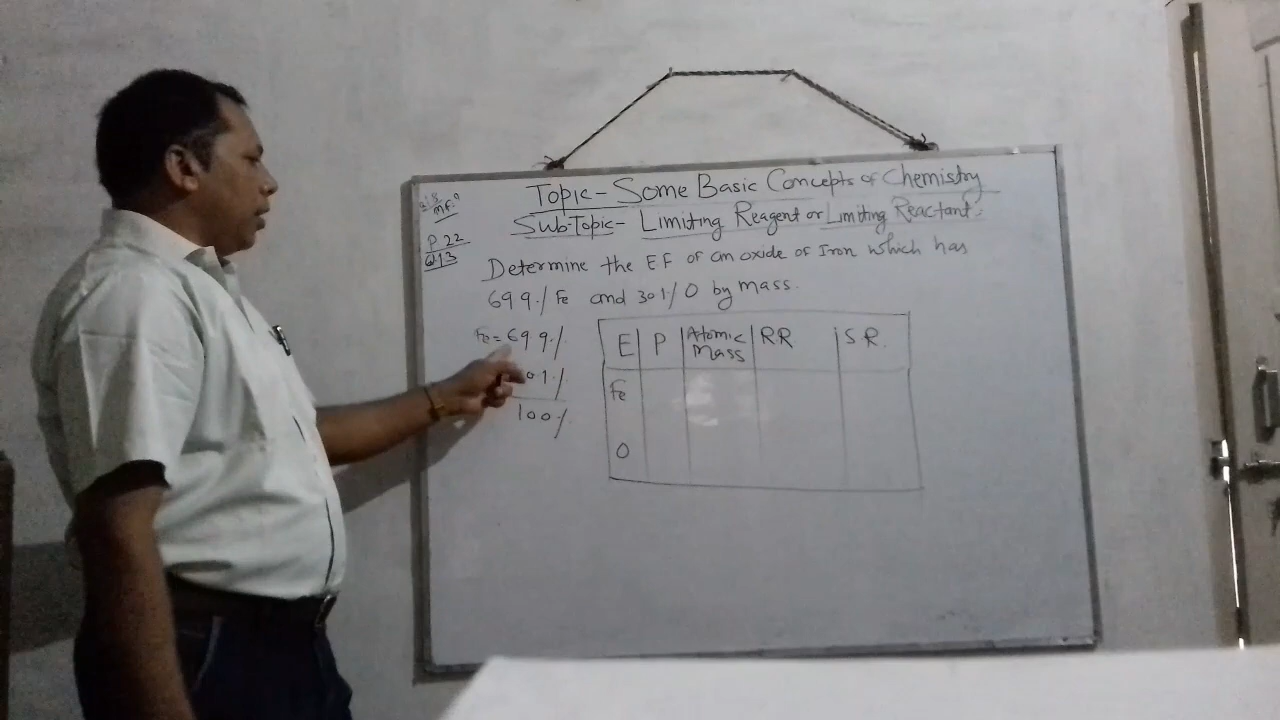 Topic - Some Basic Concepts of Chemistry
Sub-Topic - Limiting Reagent or Limiting Reactant.
P 22
Q13
Determine the EF of an oxide of Iron which has
69 9./ Fe and 30 1/ O by mass.
Fe = 69 9./
01./
100./
E P Atomic Mass RR S R.
Fe
O